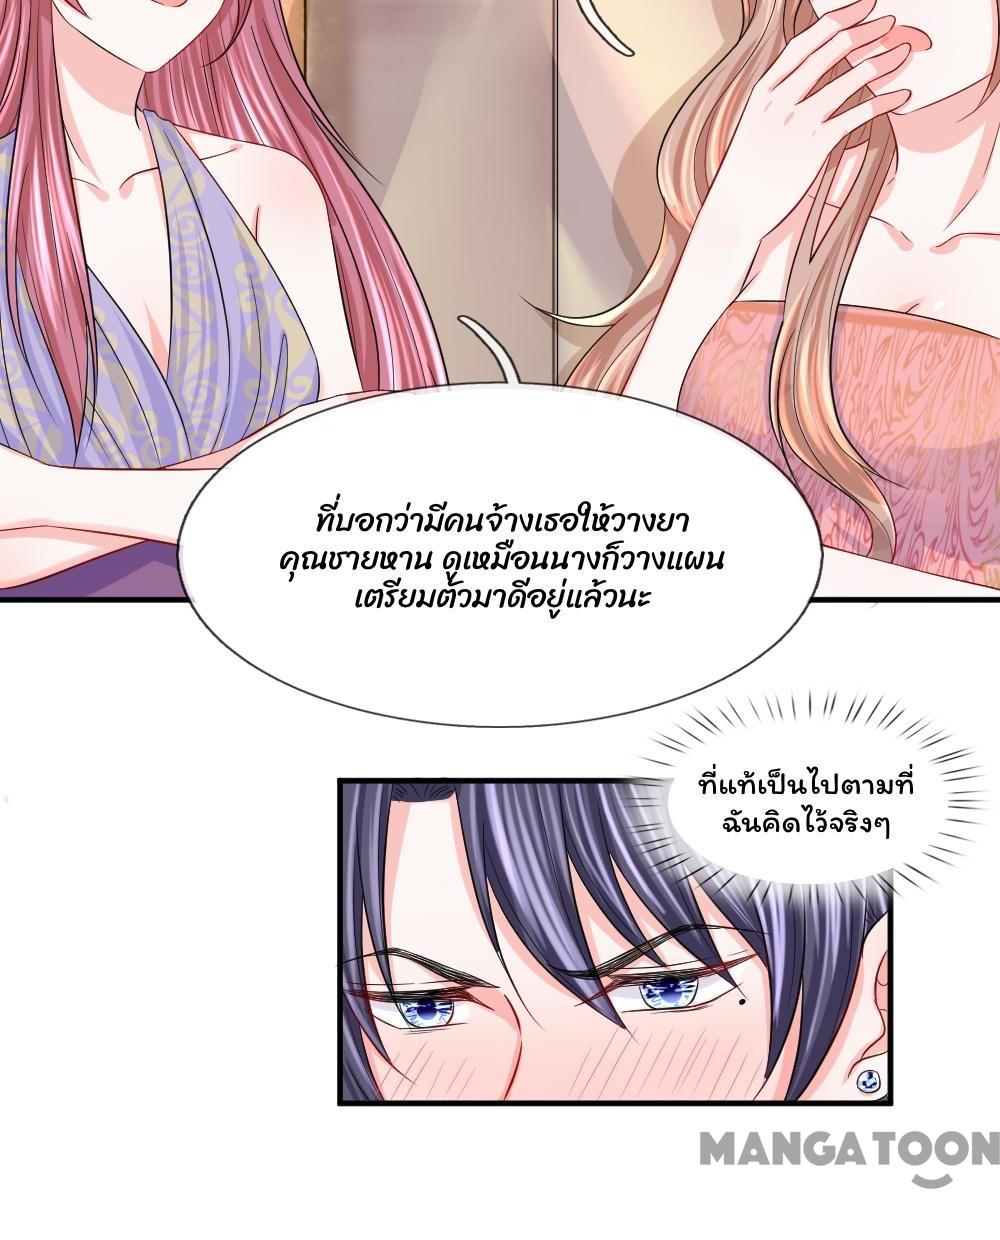 ที่บอกว่ามีคนจ้างเธอให้วางยา
คุณชายหาน ดูเหมือนนางก็วางแผน
เตรียมตัวมาดีอยู่แล้วนะ
ที่แท้เป็นไปตามที่
ฉันคิดไว้จริงๆ
MANGATOON